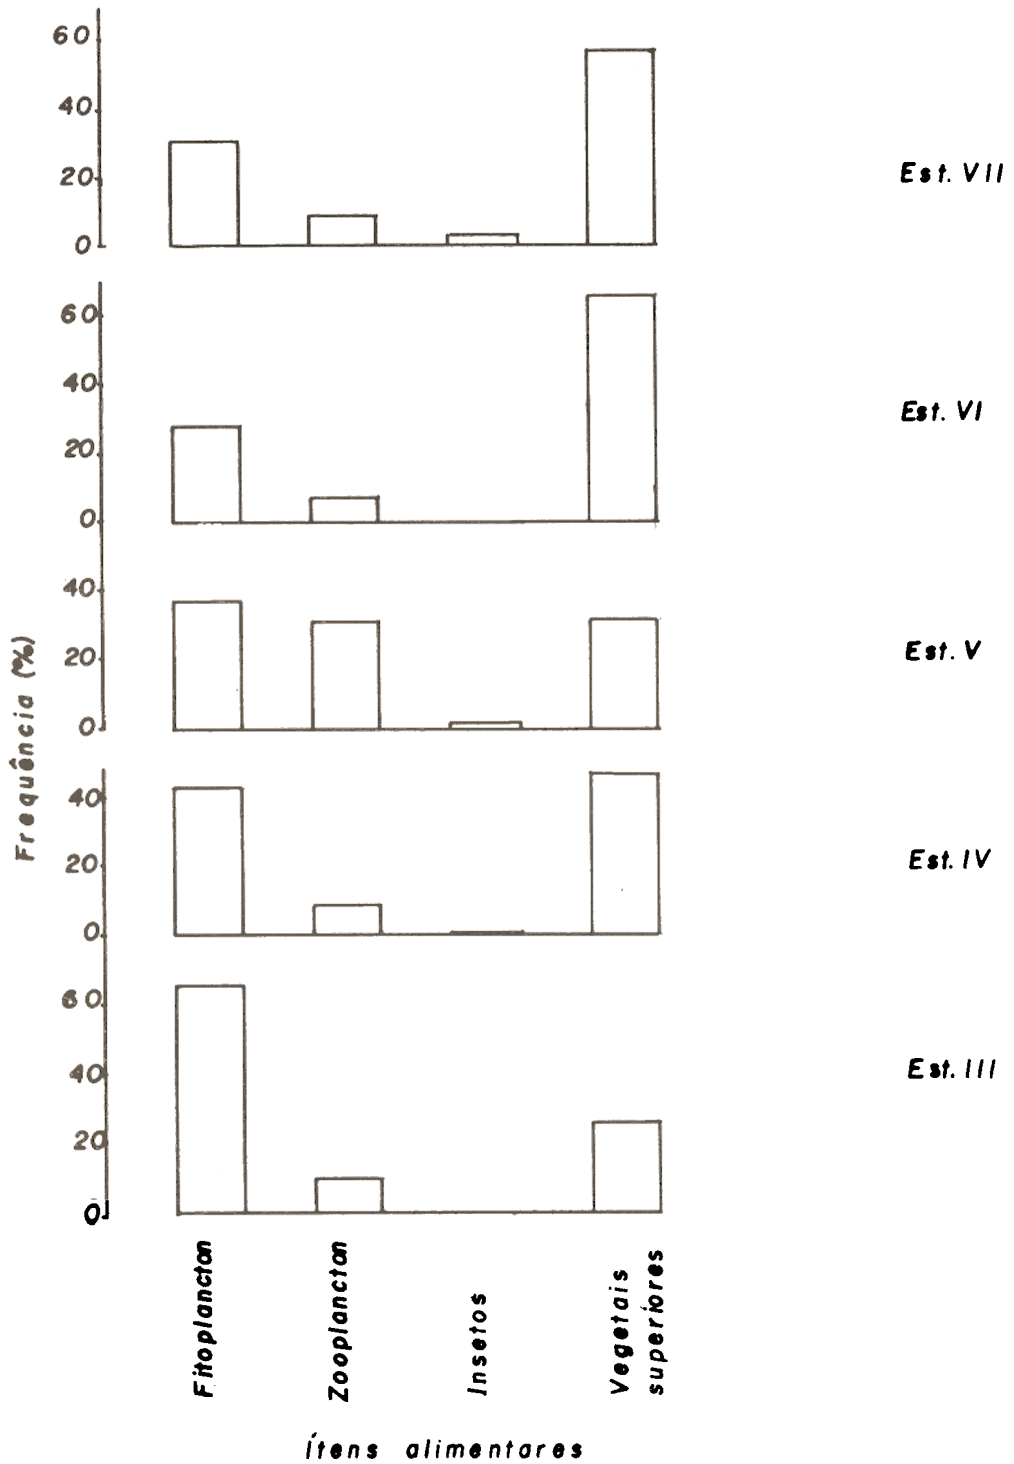 60
40
20
0
Est. VII
60
40
20
0
Est. VI
40
20
0
Est. V
Frequência (%)
40
20
0
Est. IV
60
40
20
0
Est. III
Fitoplancton
Zooplancton
Insetos
Vegetais
superíores
Ítens alimentares